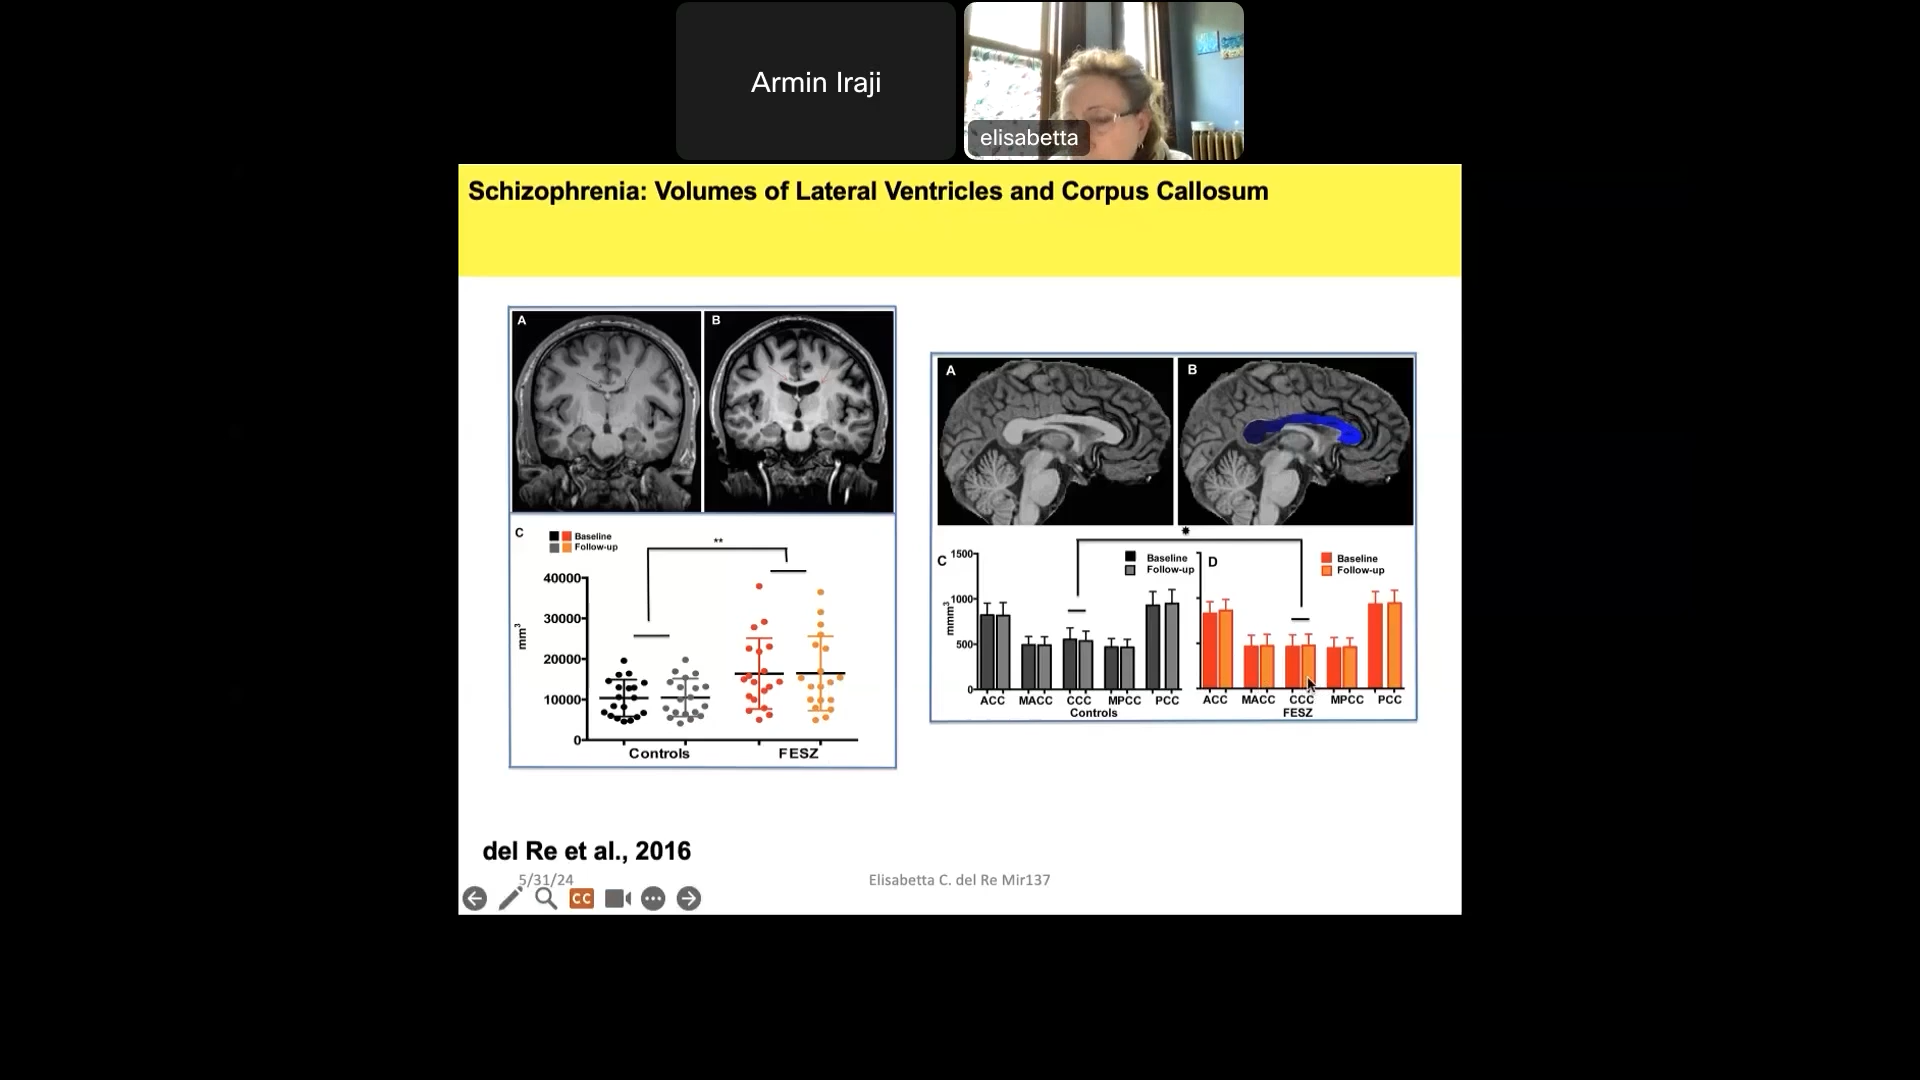 Armin Iraji
elisabetta
Schizophrenia: Volumes of Lateral Ventricles and Corpus Callosum
A
B
C
Baseline
Follow-up
**
40000
30000
20000
10000
0
mm³
Controls
FESZ
A
B
*
C
1500
1000
500
0
mmm³
Baseline
Follow-up
ACC MACC CCC MPCC PCC
Controls
D
Baseline
Follow-up
ACC MACC CCC MPCC PCC
FESZ
del Re et al., 2016
5/31/24
Elisabetta C. del Re Mir137
CC